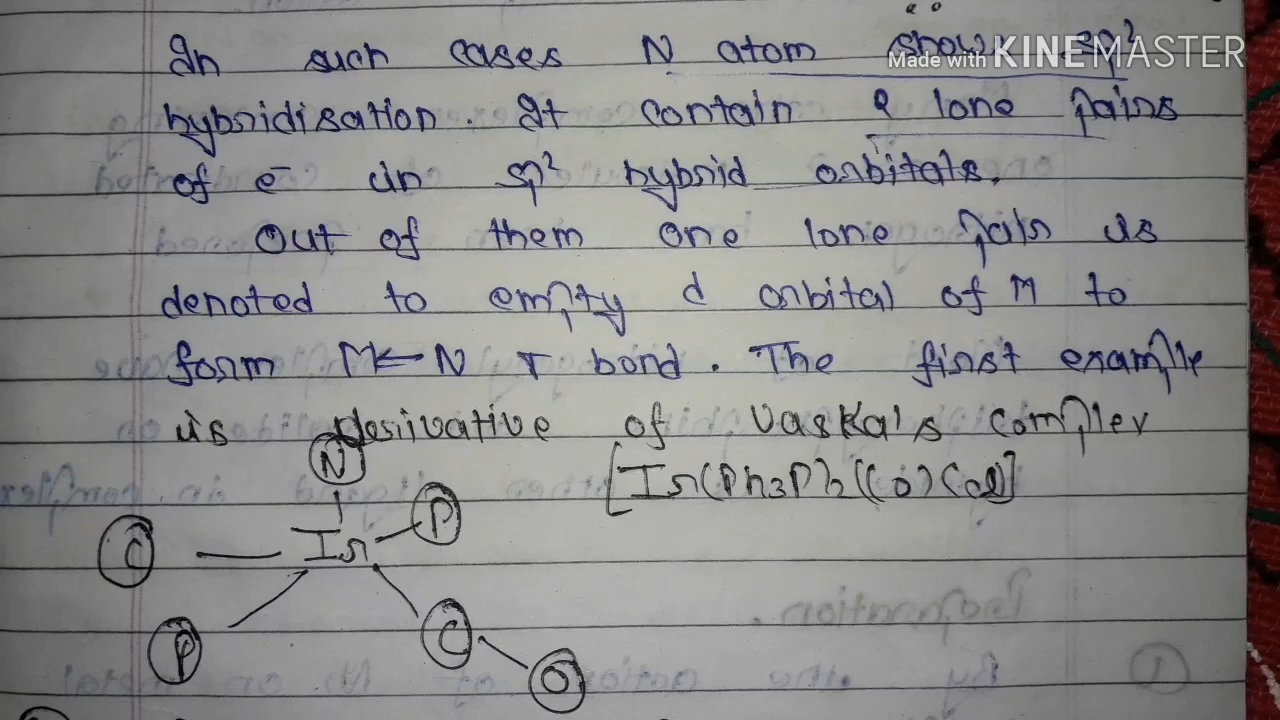 Made with KINEMASTER
In such cases N atom shows sp²
hybridisation. It contain 2 lone pairs
of e⁻ in sp² hybrid orbitals.
Out of them one lone pair is
denoted to empty d orbital of M to
form M←N σ bond. The first example
is derivative of Vaska's complex
[Ir(Ph3P)2(CO)(Cl)]
N
C Ir P
P C
O